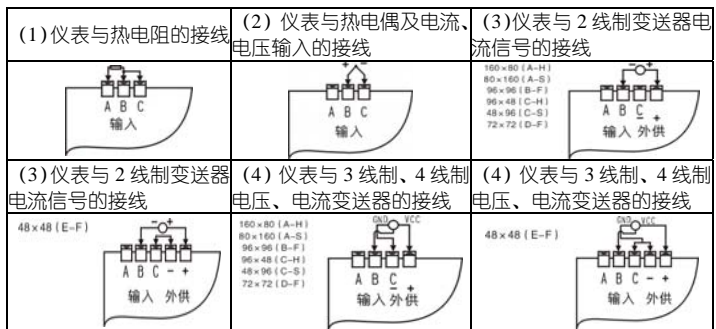 (1)仪表与热电阻的接线
(2) 仪表与热电偶及电流、
电压输入的接线
(3)仪表与 2 线制变送器电
流信号的接线
A B C
输入
+ -
A B C
输入
160×80 (A-H)
80×160 (A-S)
96×96 (B-F)
96×48 (C-H)
48×96 (C-S)
72×72 (D-F)
- +
A B C
- +
输入 外供
(3)仪表与 2 线制变送器
电流信号的接线
(4) 仪表与 3 线制、4 线制
电压、电流变送器的接线
(4) 仪表与 3 线制、4 线制
电压、电流变送器的接线
48×48 (E-F)
- +
A B C - +
输入 外供
160×80 (A-H)
80×160 (A-S)
96×96 (B-F)
96×48 (C-H)
48×96 (C-S)
72×72 (D-F)
GND VCC
A B C
- +
输入 外供
48×48 (E-F)
GND VCC
A B C - +
输入 外供